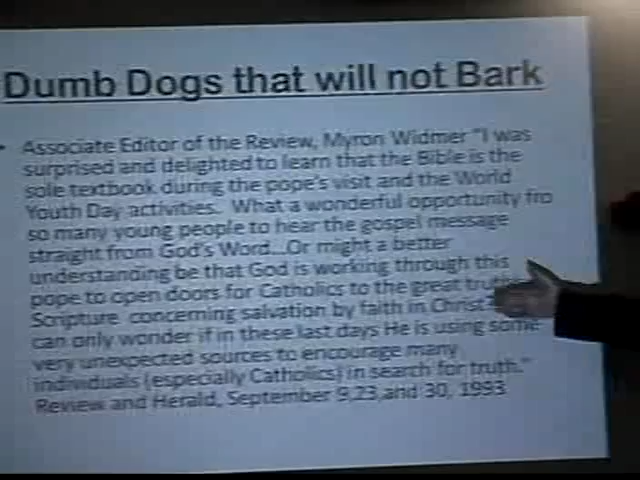 Dumb Dogs that will not Bark
Associate Editor of the Review, Myron Widmer "I was
surprised and delighted to learn that the Bible is the
sole textbook during the pope's visit and the World
Youth Day activities. What a wonderful opportunity fro
so many young people to hear the gospel message
straight from God's Word...Or might a better
understanding be that God is working through this
pope to open doors for Catholics to the great
Scripture concerning salvation by faith in Christ
can only wonder if in these last days He is using some
very unexpected sources to encourage many
individuals (especially Catholics) in search for truth."
Review and Herald, September 9,23,and 30, 1993